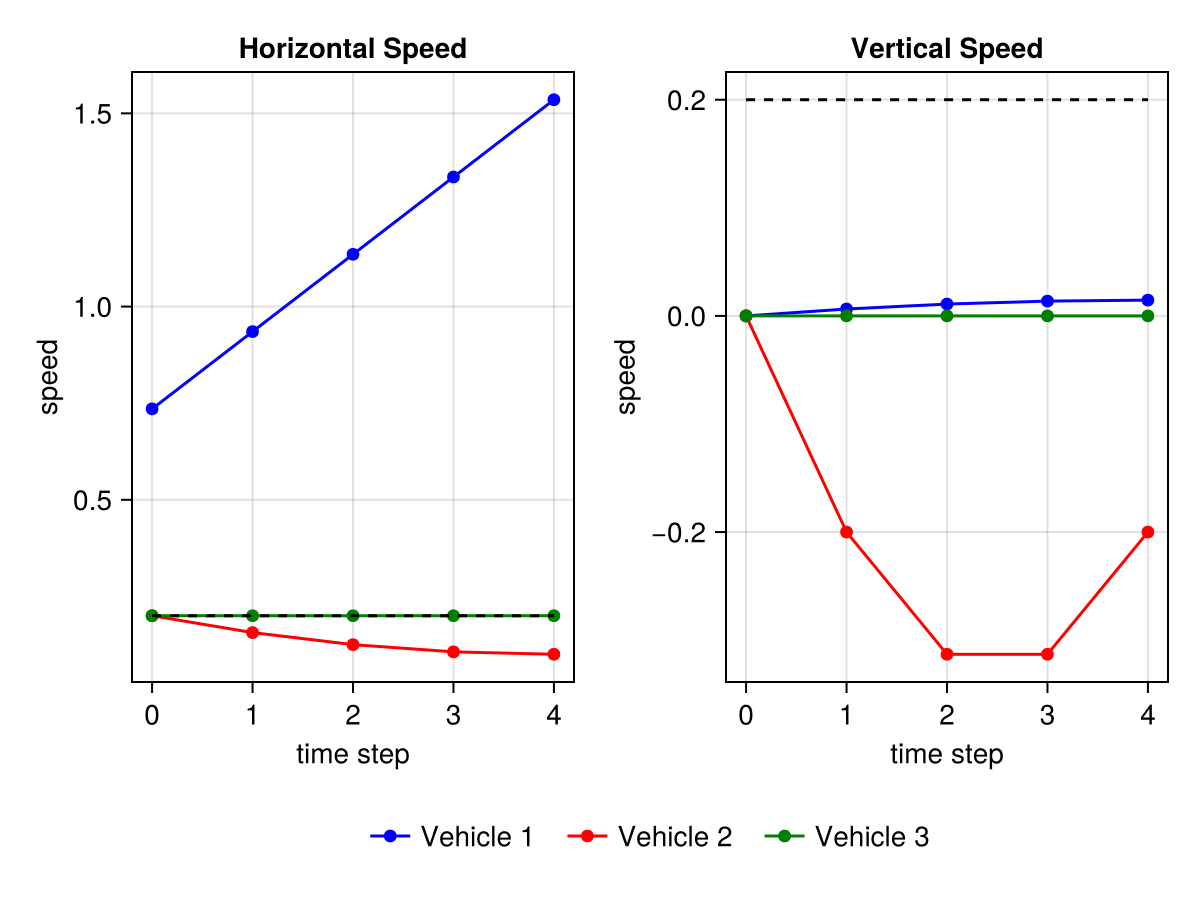 Horizontal Speed
1.5
1.0
0.5
speed
0 1 2 3 4
time step
Vertical Speed
0.2
0.0
−0.2
speed
0 1 2 3 4
time step
Vehicle 1 Vehicle 2 Vehicle 3